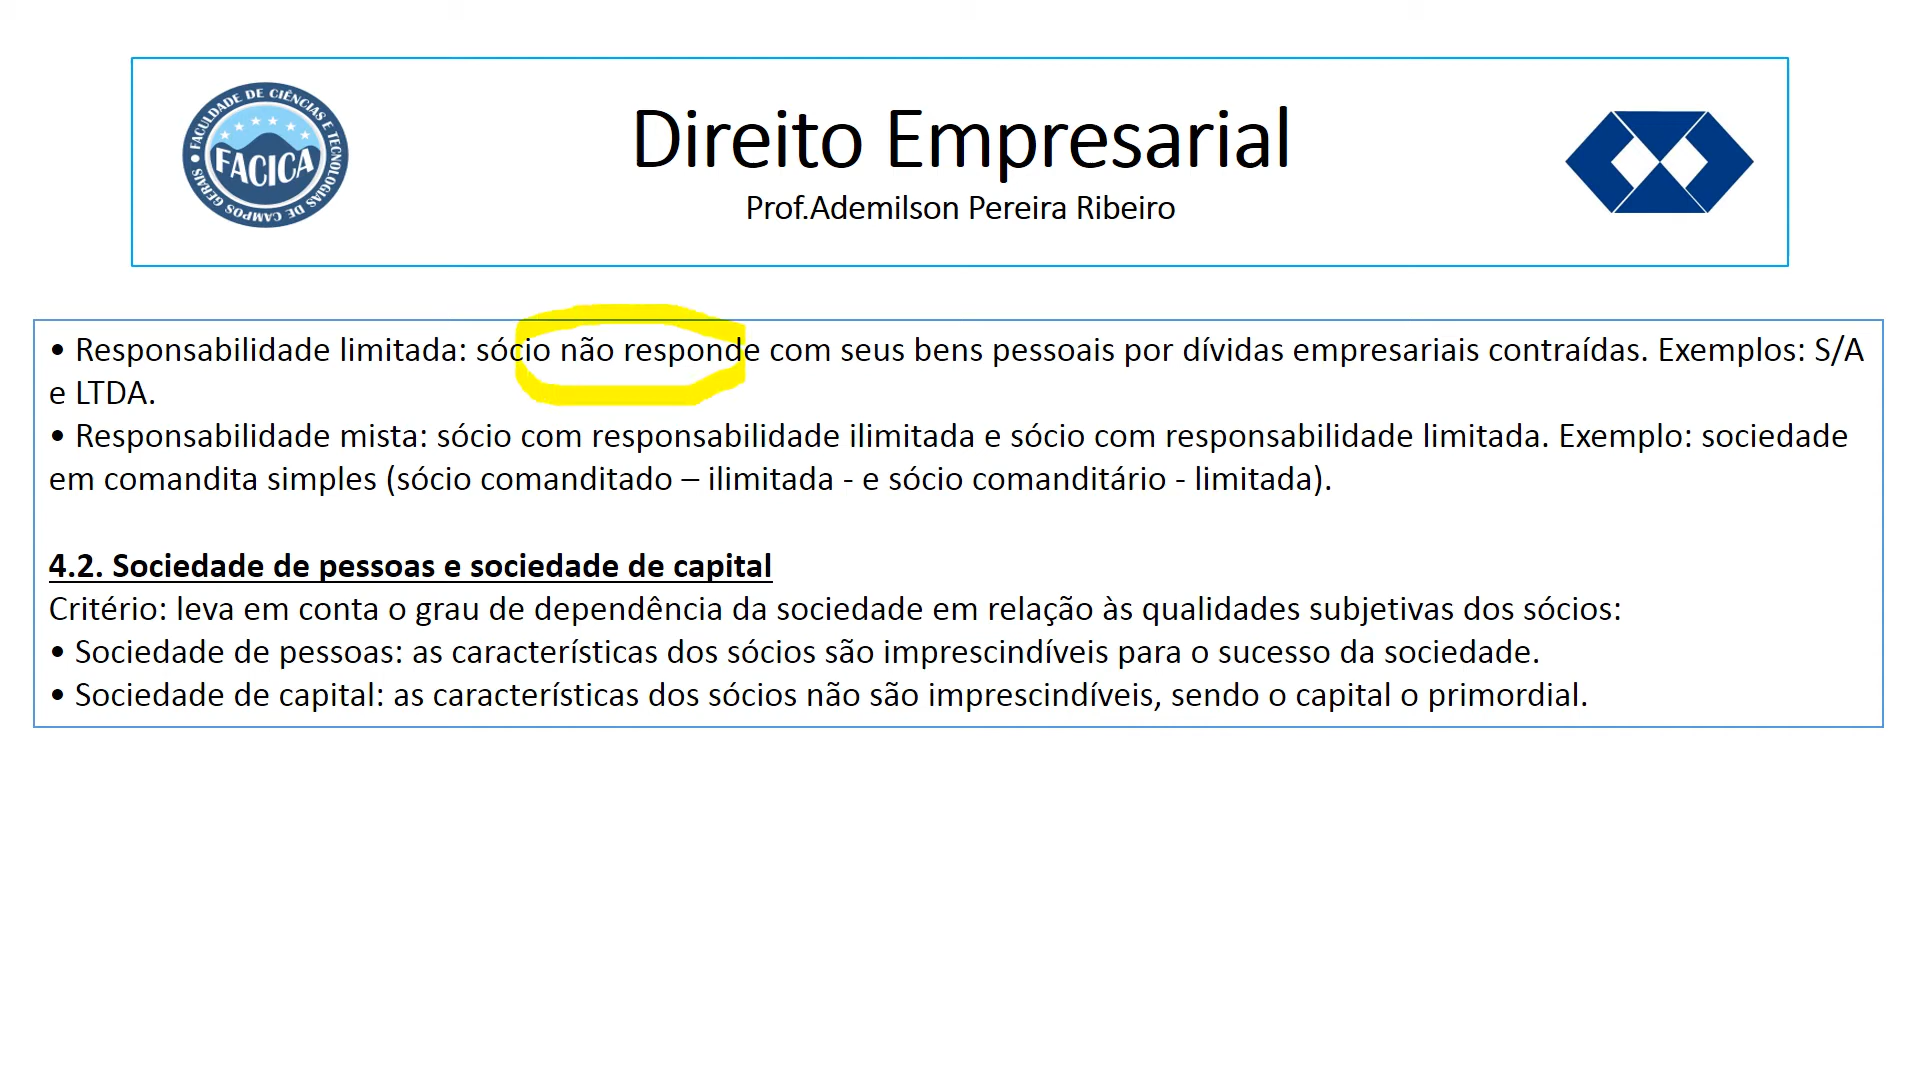 FACULDADE DE CIÊNCIAS E TECNOLOGIAS DE CAMPOS GERAIS
FACICA
Direito Empresarial
Prof.Ademilson Pereira Ribeiro
• Responsabilidade limitada: sócio não responde com seus bens pessoais por dívidas empresariais contraídas. Exemplos: S/A
e LTDA.
• Responsabilidade mista: sócio com responsabilidade ilimitada e sócio com responsabilidade limitada. Exemplo: sociedade
em comandita simples (sócio comanditado – ilimitada - e sócio comanditário - limitada).
4.2. Sociedade de pessoas e sociedade de capital
Critério: leva em conta o grau de dependência da sociedade em relação às qualidades subjetivas dos sócios:
• Sociedade de pessoas: as características dos sócios são imprescindíveis para o sucesso da sociedade.
• Sociedade de capital: as características dos sócios não são imprescindíveis, sendo o capital o primordial.